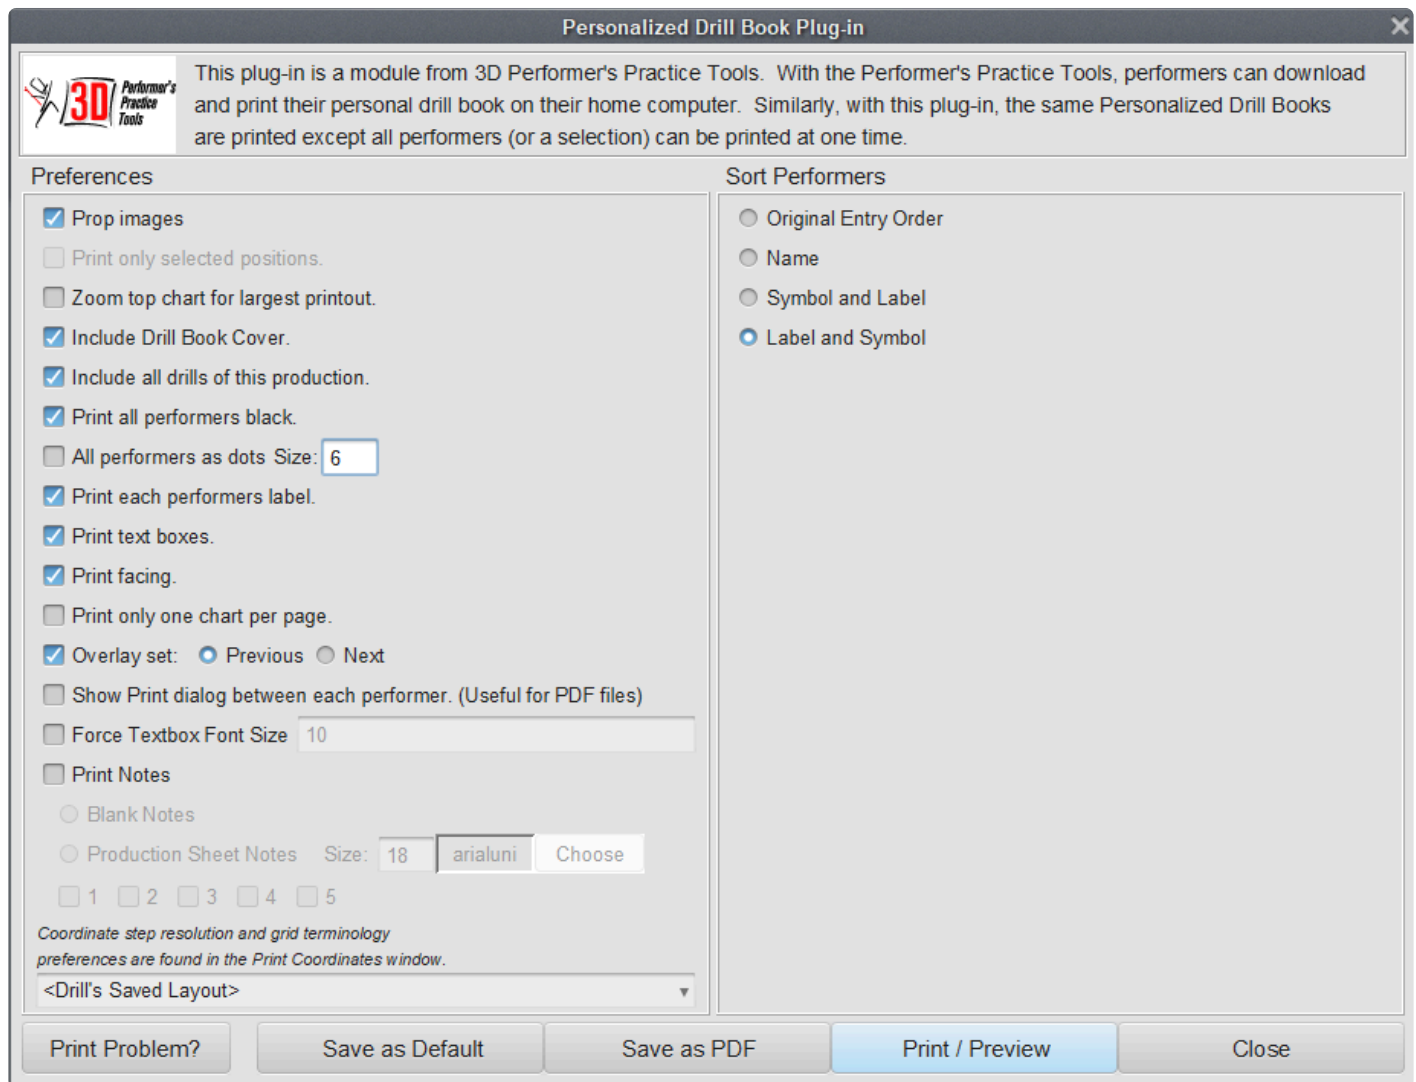 Personalized Drill Book Plug-in
3D Performer's Practice Tools
This plug-in is a module from 3D Performer's Practice Tools. With the Performer's Practice Tools, performers can download
and print their personal drill book on their home computer. Similarly, with this plug-in, the same Personalized Drill Books
are printed except all performers (or a selection) can be printed at one time.
Preferences
Prop images
Print only selected positions.
Zoom top chart for largest printout.
Include Drill Book Cover.
Include all drills of this production.
Print all performers black.
All performers as dots Size: 6
Print each performers label.
Print text boxes.
Print facing.
Print only one chart per page.
Overlay set: Previous Next
Show Print dialog between each performer. (Useful for PDF files)
Force Textbox Font Size 10
Print Notes
Blank Notes
Production Sheet Notes Size: 18 arialuni Choose
1 2 3 4 5
Coordinate step resolution and grid terminology
preferences are found in the Print Coordinates window.
<Drill's Saved Layout>
Sort Performers
Original Entry Order
Name
Symbol and Label
Label and Symbol
Print Problem? Save as Default Save as PDF Print / Preview Close